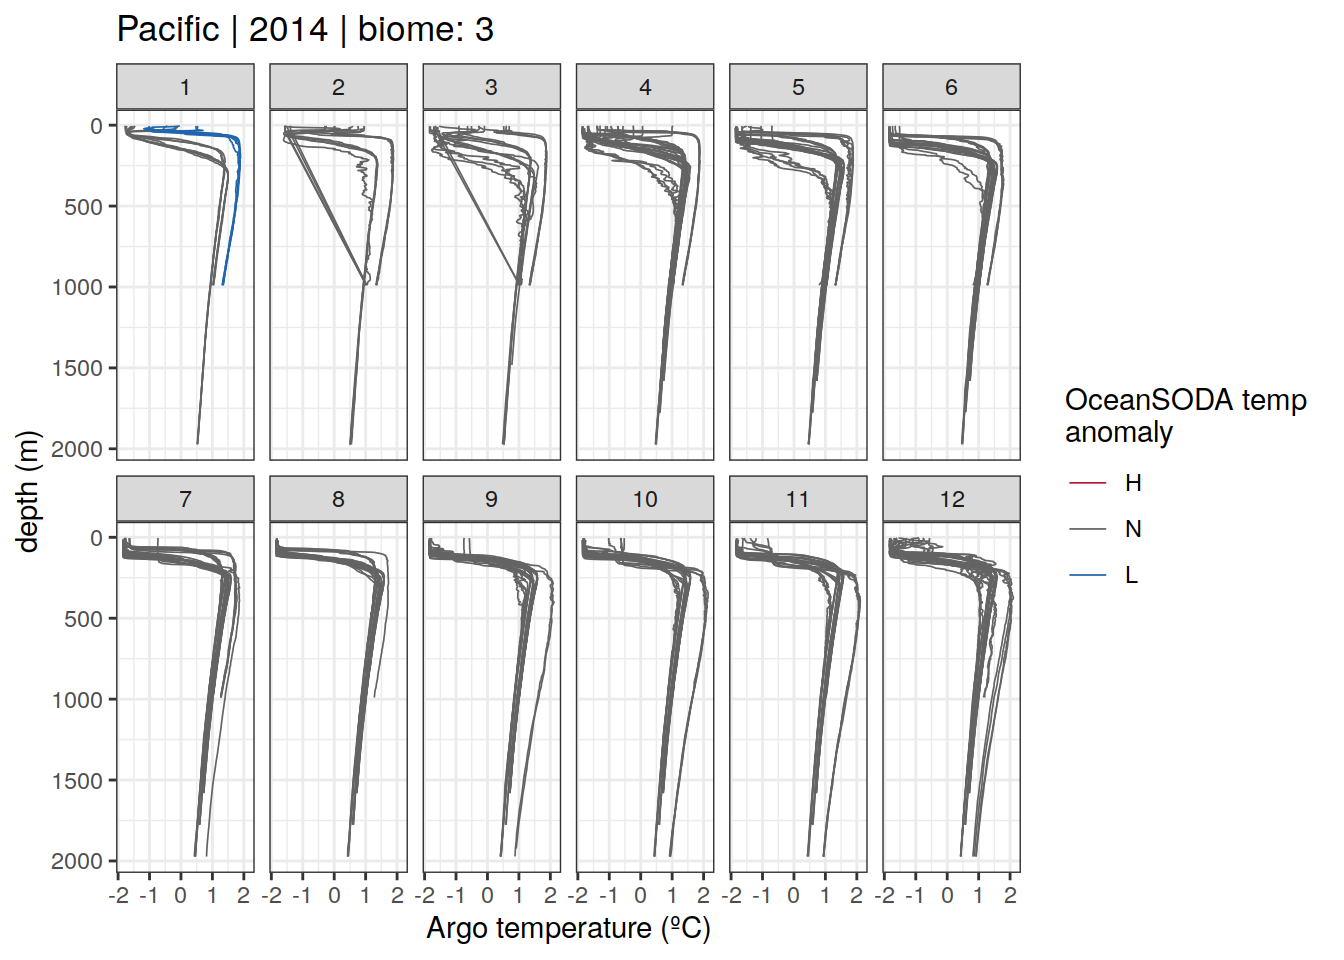 Pacific | 2014 | biome: 3
1 2 3 4 5 6
0
500
1000
1500
2000
7 8 9 10 11 12
0
500
1000
1500
2000
-2 -1 0 1 2 -2 -1 0 1 2 -2 -1 0 1 2 -2 -1 0 1 2 -2 -1 0 1 2 -2 -1 0 1 2
Argo temperature (ºC)
depth (m)
OceanSODA temp
anomaly
H
N
L